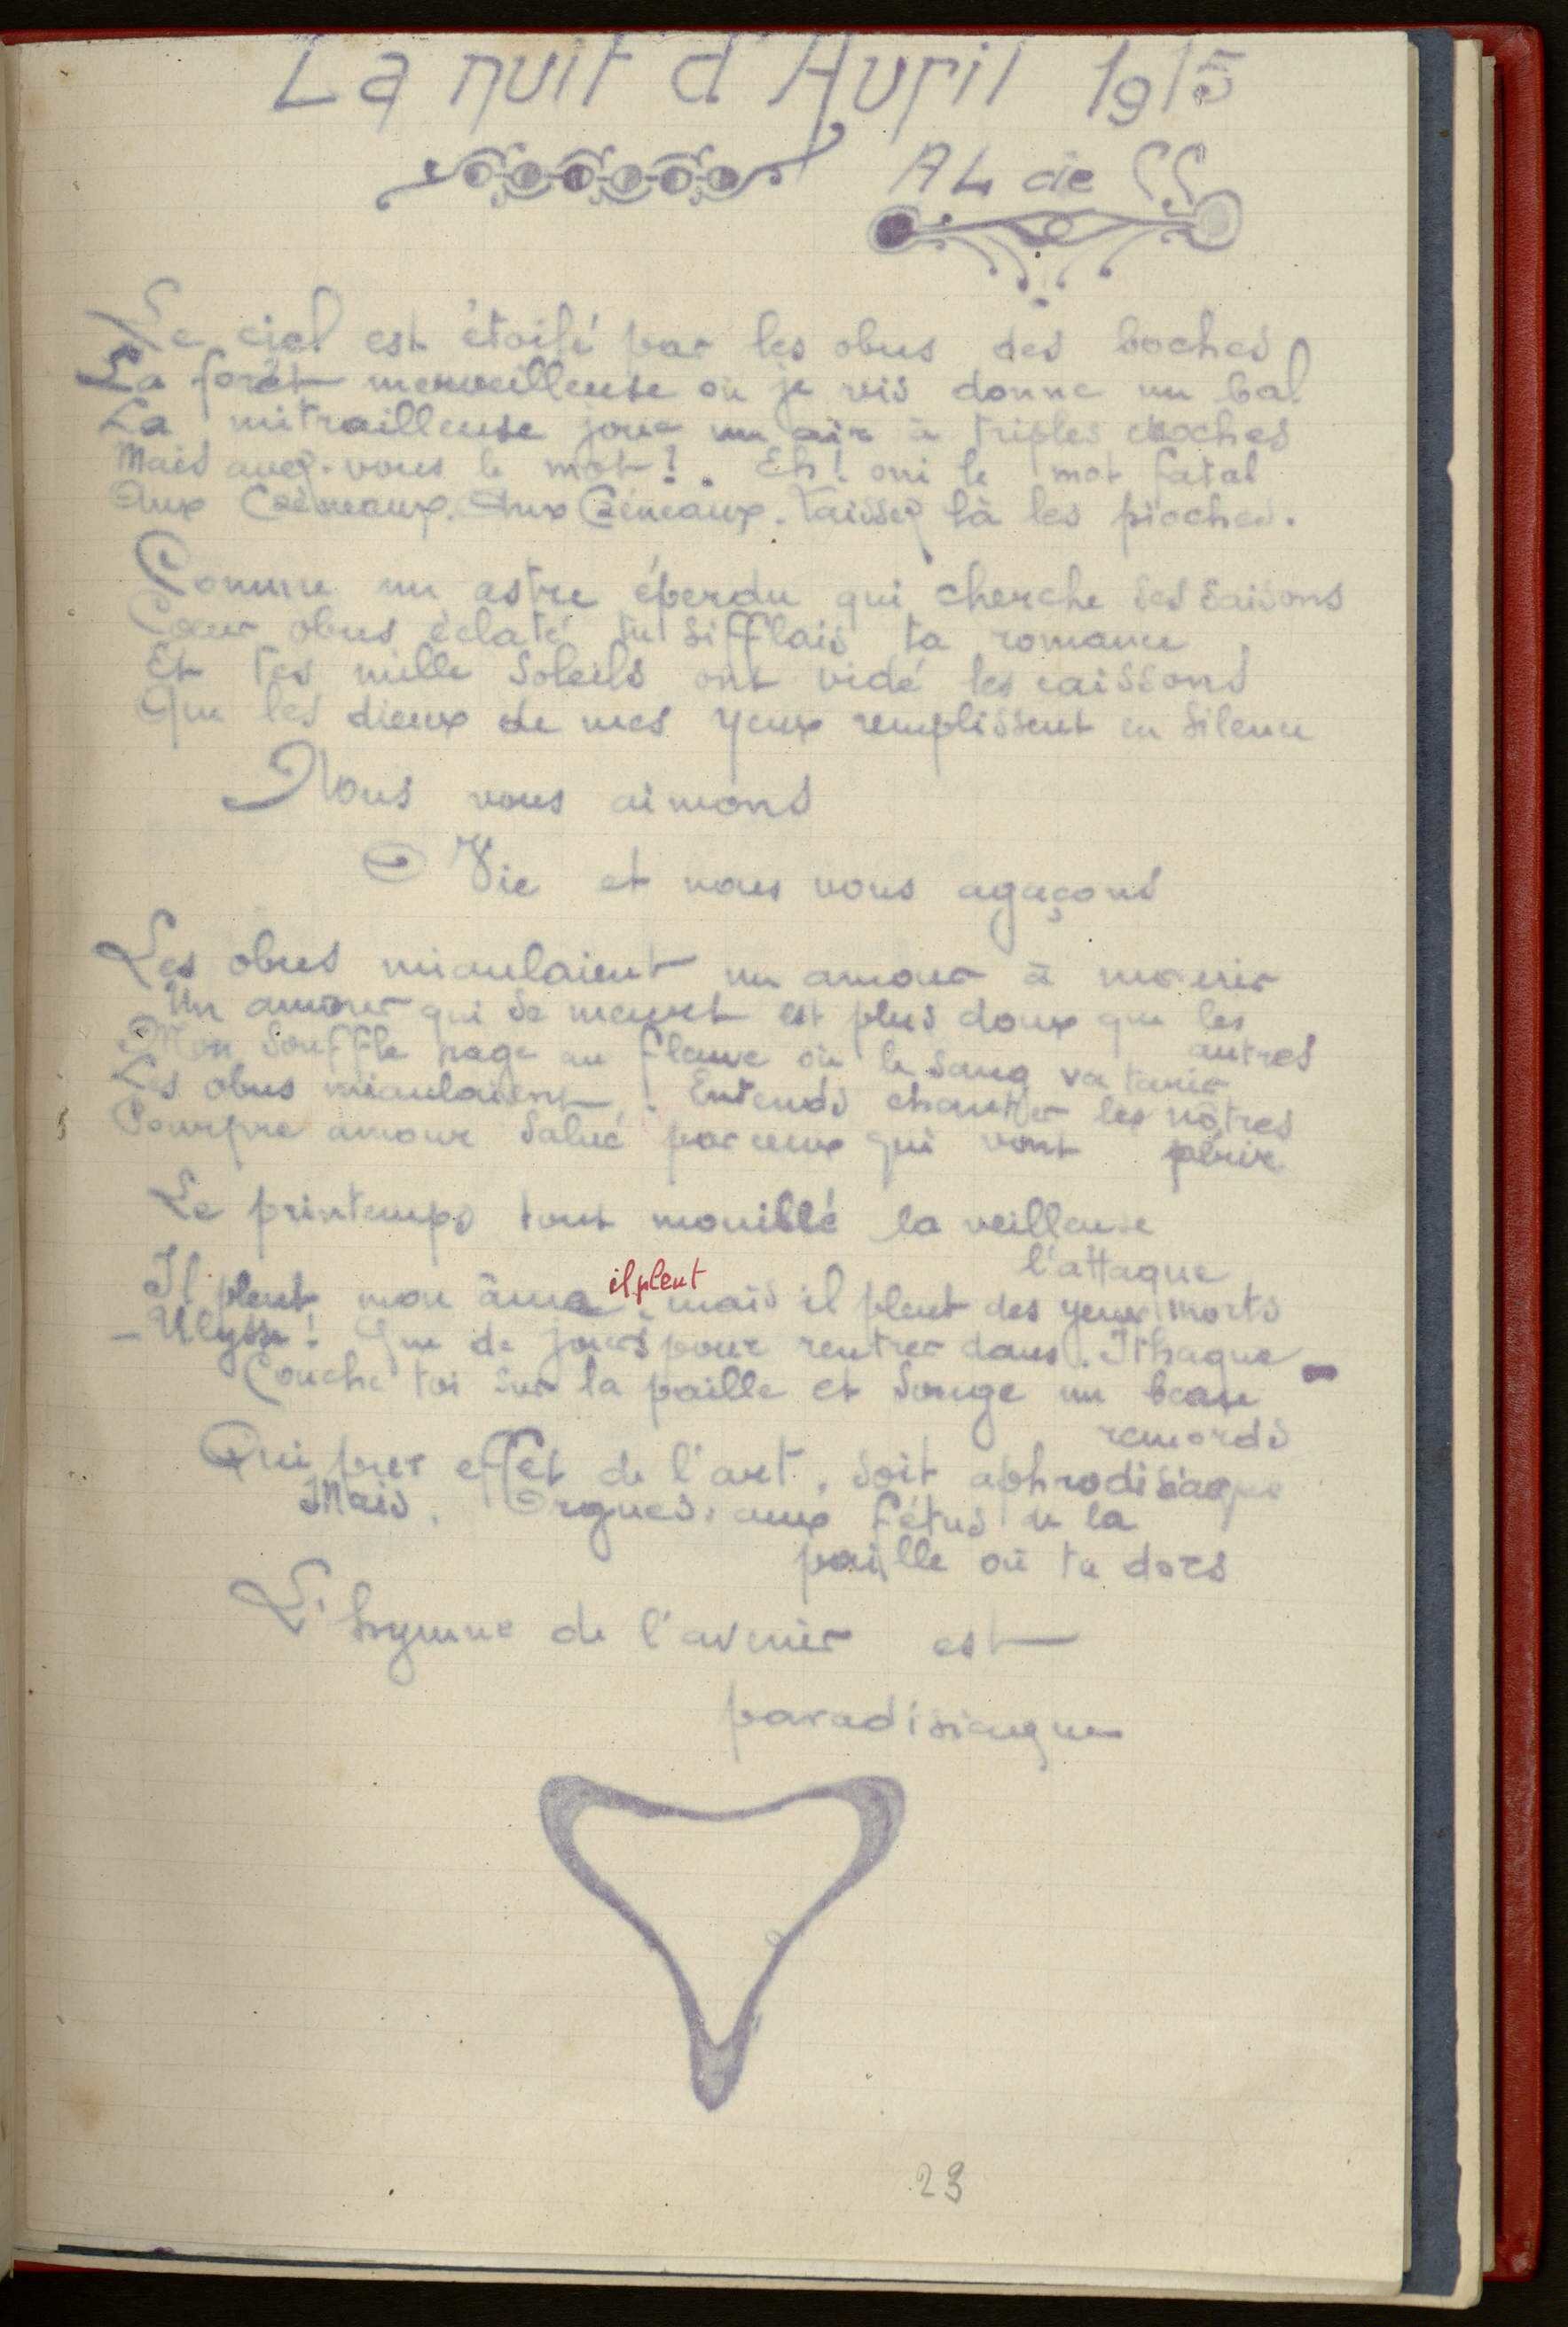 La nuit d'Avril 1915
AL de CC
Le ciel est étoilé par les obus des boches
La forêt merveilleuse où je vis donne un bal
La mitrailleuse joue un air à triples croches
Mais avez-vous le mot? Eh! oui le mot fatal
Aux Créneaux. Aux Créneaux. Laissez là les pioches.
Comme un astre éperdu qui cherche ses saisons
Cœur obus éclaté tu sifflais ta romance
Et tes mille soleils ont vidé les caissons
Que les dieux de mes yeux remplissent en silence
Nous vous aimons
O Vie et nous vous agaçons
Les obus miaulaient un amour à mourir
Un amour qui se meurt est plus doux que les
autres
Mon souffle nage au fleuve où le sang va tarir
Les obus miaulaient! Entends chanter les nôtres
Pourpre amour salué par ceux qui vont périr
Le printemps tout mouillé la veilleuse
l'attaque
Il pleut mon âme il pleut, mais il pleut des yeux morts
- Ulysse! Que de jours pour rentrer dans Ithaque -
Couche toi sur la paille et songe un beau
remords
Qui pur effet de l'art, soit aphrodisiaque
Mais, Orgues, aux fétus de la
paille où tu dors
L'hymne de l'avenir est
paradisiaque
23